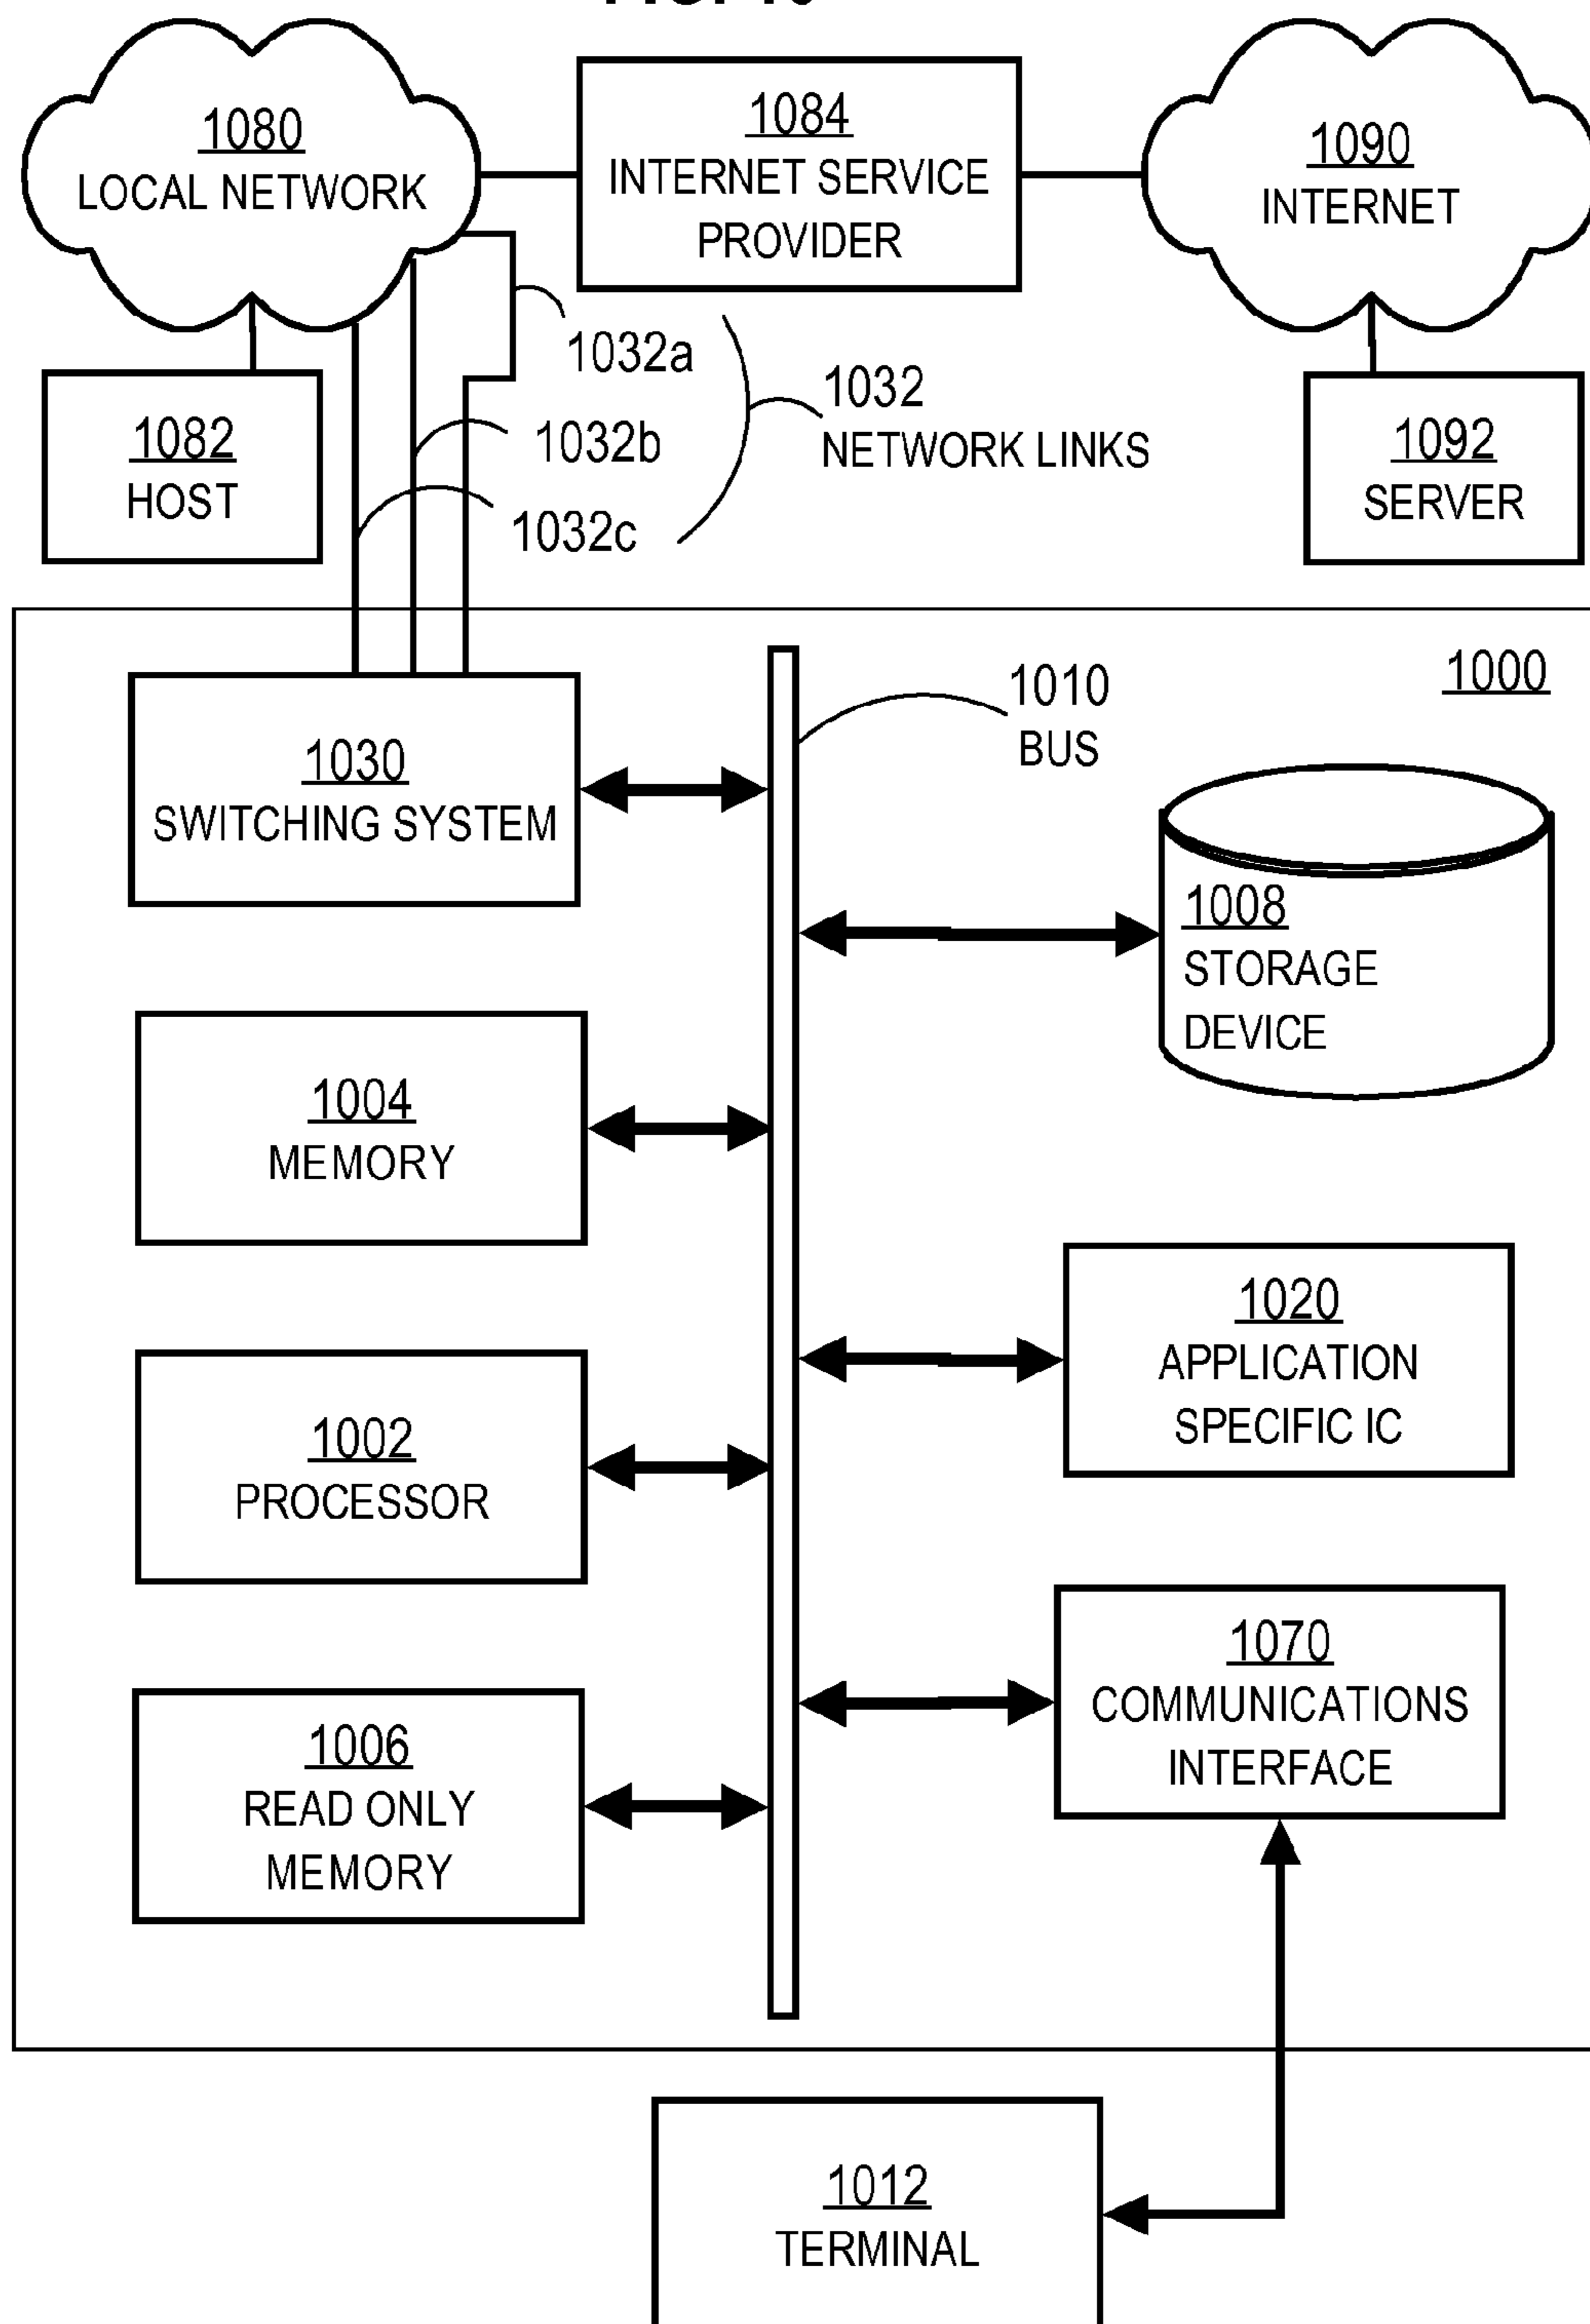 1080
LOCAL NETWORK
1084
INTERNET SERVICE
PROVIDER
1090
INTERNET
1032a
1032
NETWORK LINKS
1032b
1032c
1082
HOST
1092
SERVER
1000
1010
BUS
1030
SWITCHING SYSTEM
1008
STORAGE
DEVICE
1004
MEMORY
1020
APPLICATION
SPECIFIC IC
1002
PROCESSOR
1070
COMMUNICATIONS
INTERFACE
1006
READ ONLY
MEMORY
1012
TERMINAL